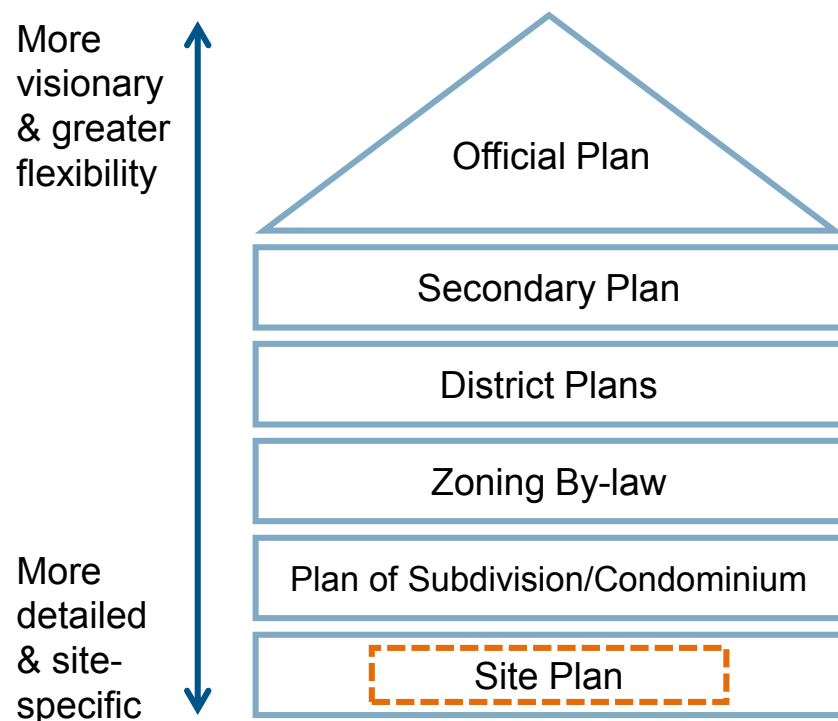 More
visionary
& greater
flexibility
Official Plan
Secondary Plan
District Plans
Zoning By-law
Plan of Subdivision/Condominium
Site Plan
More
detailed
& site-
specific